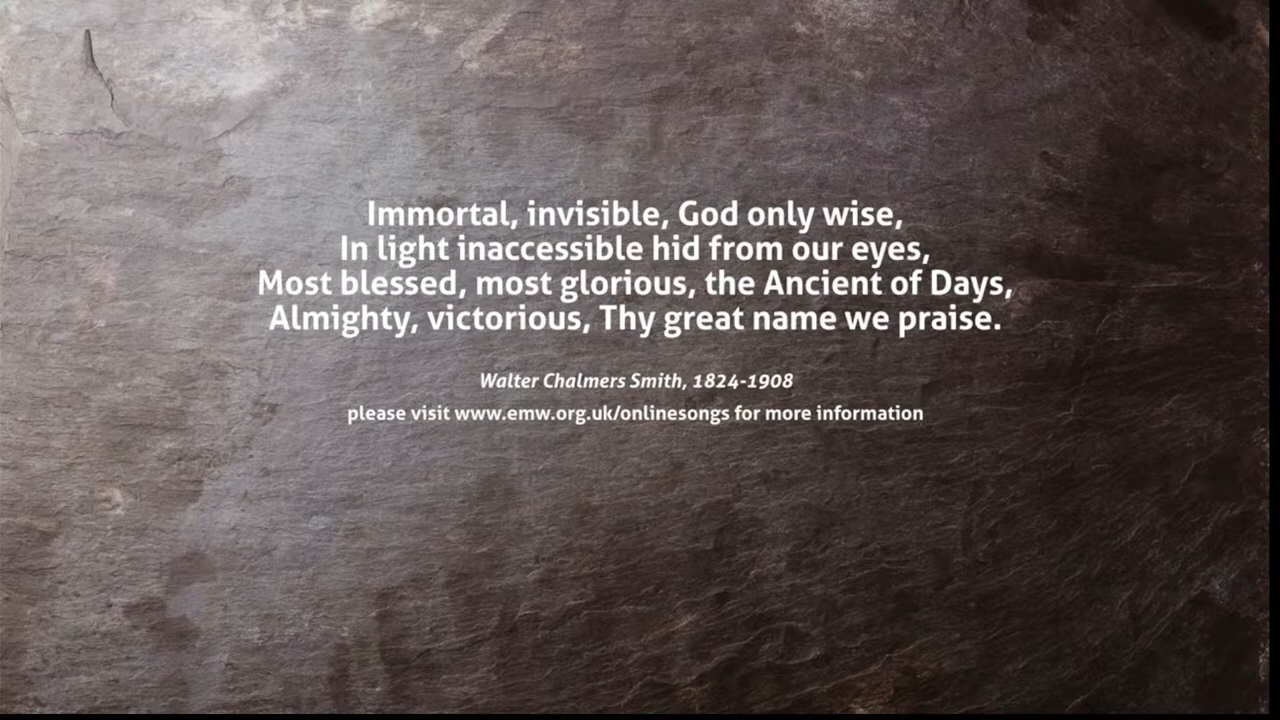 Immortal, invisible, God only wise,
In light inaccessible hid from our eyes,
Most blessed, most glorious, the Ancient of Days,
Almighty, victorious, Thy great name we praise.
Walter Chalmers Smith, 1824-1908
please visit www.emw.org.uk/onlinesongs for more information